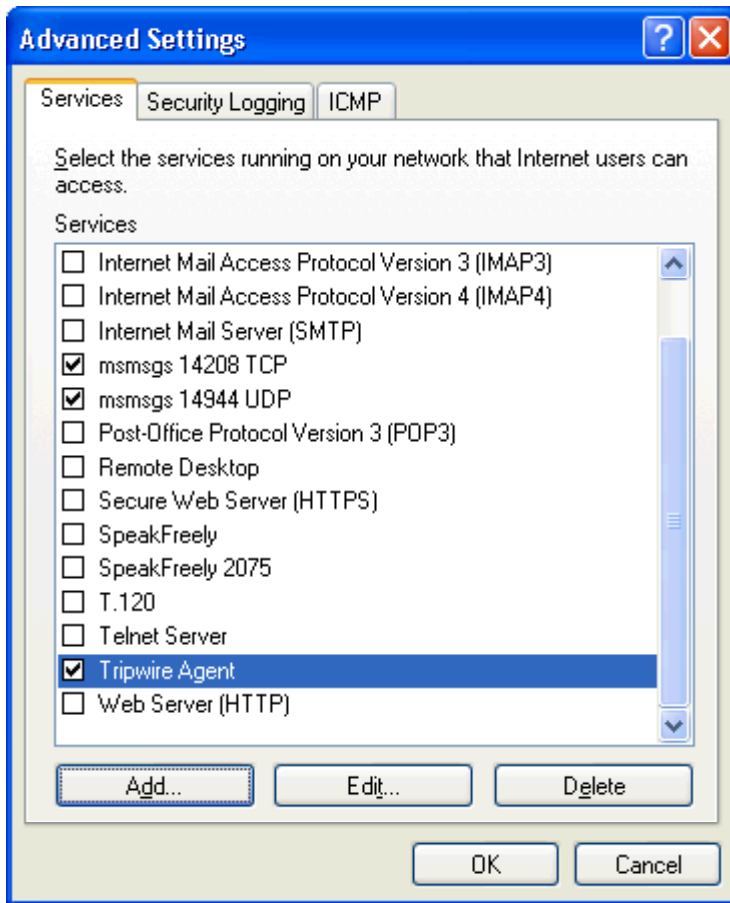 Advanced Settings
Services Security Logging ICMP
Select the services running on your network that Internet users can
access.
Services
Internet Mail Access Protocol Version 3 (IMAP3)
Internet Mail Access Protocol Version 4 (IMAP4)
Internet Mail Server (SMTP)
msmsgs 14208 TCP
msmsgs 14944 UDP
Post-Office Protocol Version 3 (POP3)
Remote Desktop
Secure Web Server (HTTPS)
SpeakFreely
SpeakFreely 2075
T.120
Telnet Server
Tripwire Agent
Web Server (HTTP)
Add... Edit... Delete
OK Cancel